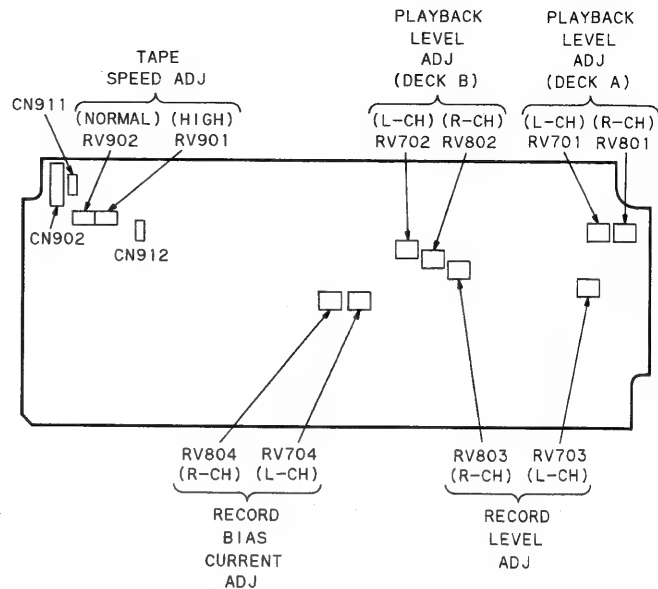 TAPE
SPEED ADJ
CN911
(NORMAL) (HIGH)
RV902 RV901
PLAYBACK
LEVEL
ADJ
(DECK B)
(L-CH) (R-CH)
RV702 RV802
PLAYBACK
LEVEL
ADJ
(DECK A)
(L-CH) (R-CH)
RV701 RV801
CN902
CN912
RV804 RV704
(R-CH) (L-CH)
RECORD
BIAS
CURRENT
ADJ
RV803 RV703
(R-CH) (L-CH)
RECORD
LEVEL
ADJ